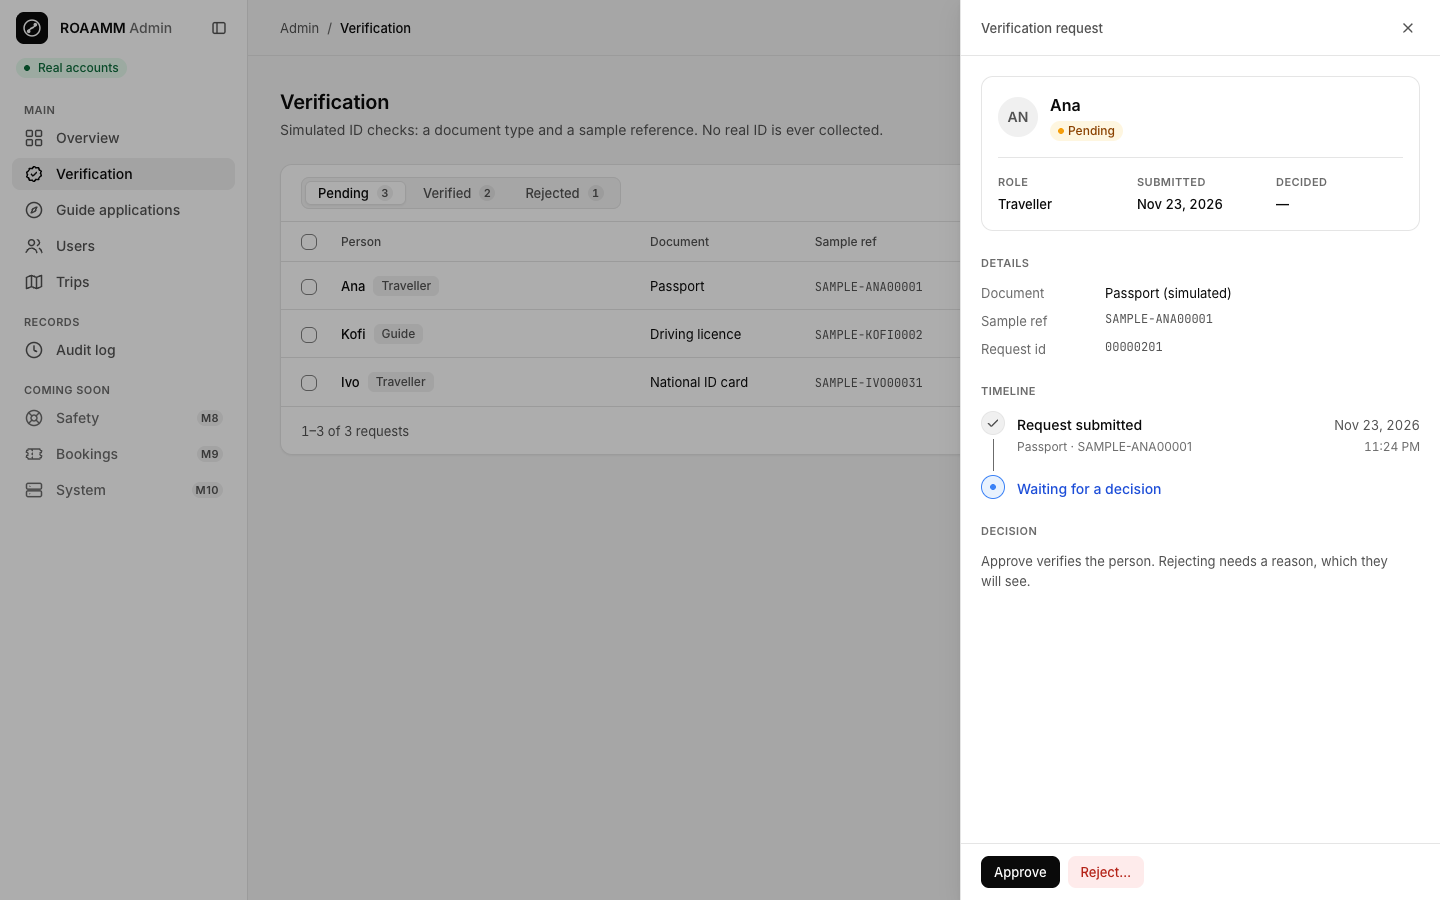 ROAAMM Admin
Real accounts
MAIN
Overview
Verification
Guide applications
Users
Trips
RECORDS
Audit log
COMING SOON
Safety M8
Bookings M9
System M10
Admin / Verification
Verification
Simulated ID checks: a document type and a sample reference. No real ID is ever collected.
Pending 3 Verified 2 Rejected 1
Person Document Sample ref
Ana Traveller Passport SAMPLE-ANA00001
Kofi Guide Driving licence SAMPLE-KOFI0002
Ivo Traveller National ID card SAMPLE-IVO00031
1–3 of 3 requests
Verification request
AN
Ana
Pending
ROLE SUBMITTED DECIDED
Traveller Nov 23, 2026 —
DETAILS
Document Passport (simulated)
Sample ref SAMPLE-ANA00001
Request id 00000201
TIMELINE
Request submitted Nov 23, 2026
Passport · SAMPLE-ANA00001 11:24 PM
Waiting for a decision
DECISION
Approve verifies the person. Rejecting needs a reason, which they
will see.
Approve Reject...